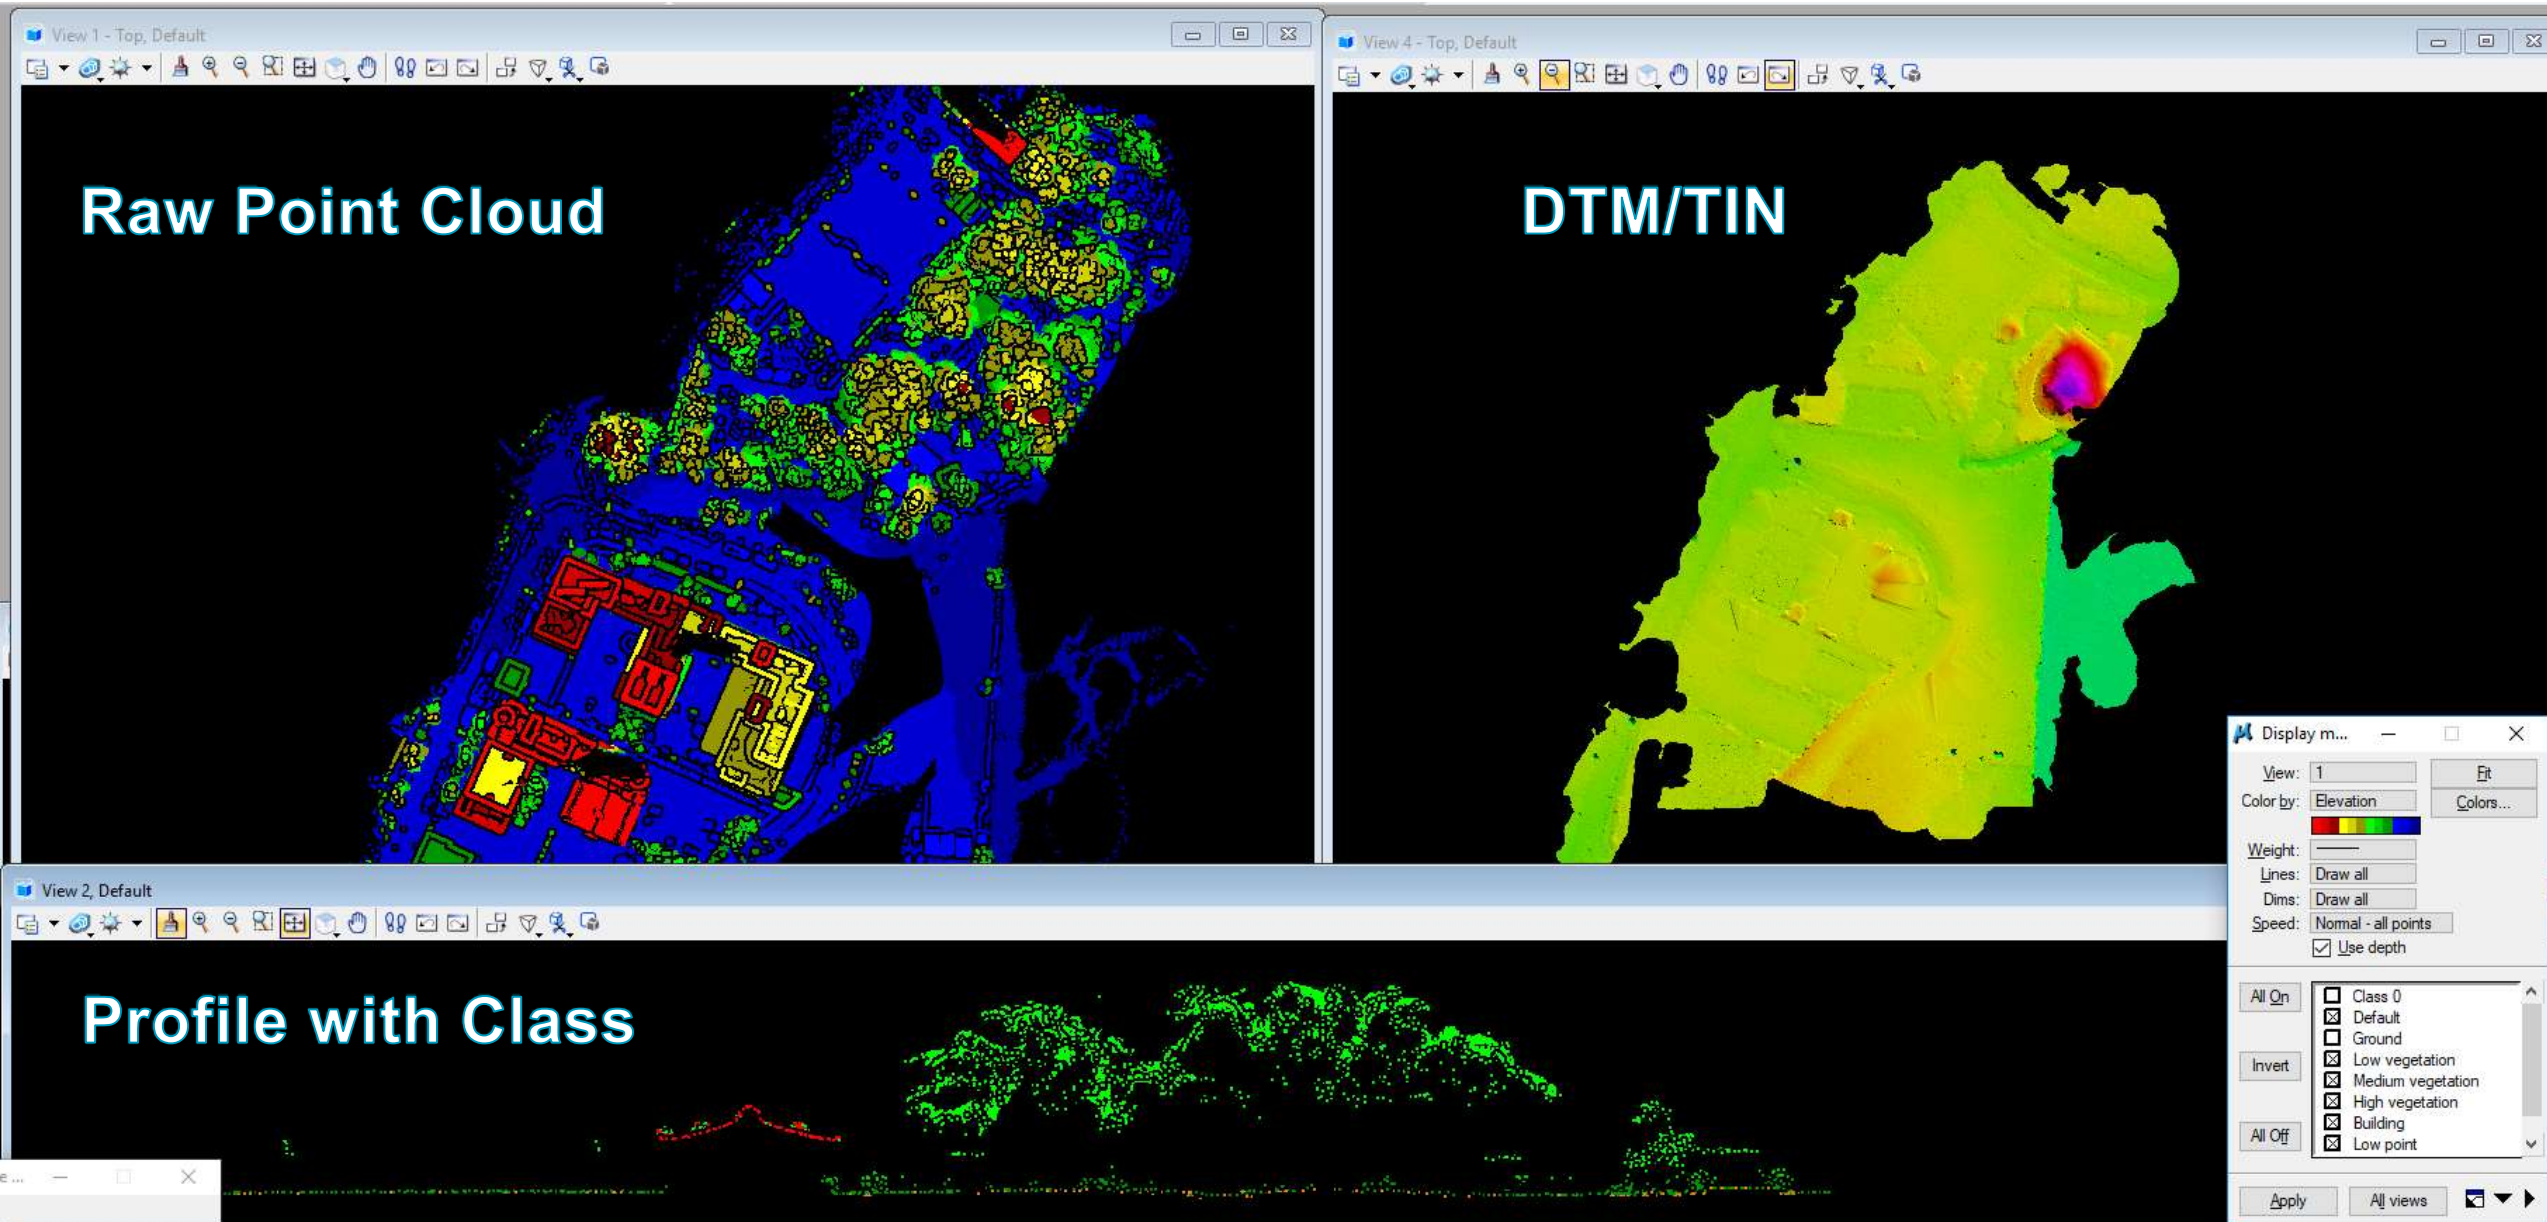 View 1 - Top, Default
View 4 - Top, Default
Raw Point Cloud
DTM/TIN
View 2, Default
Profile with Class
e ...
Display m...
View: 1 Fit
Color by: Elevation Colors...
Weight:
Lines: Draw all
Dims: Draw all
Speed: Normal - all points
Use depth
All On
Invert
All Off
Class 0
Default
Ground
Low vegetation
Medium vegetation
High vegetation
Building
Low point
Apply All views